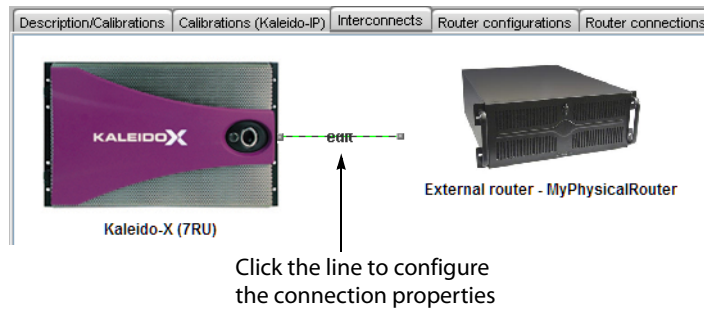 Description/Calibrations Calibrations (Kaleido-IP) Interconnects Router configurations Router connections
KALEIDOX
edit
External router - MyPhysicalRouter
Kaleido-X (7RU)
Click the line to configure
the connection properties